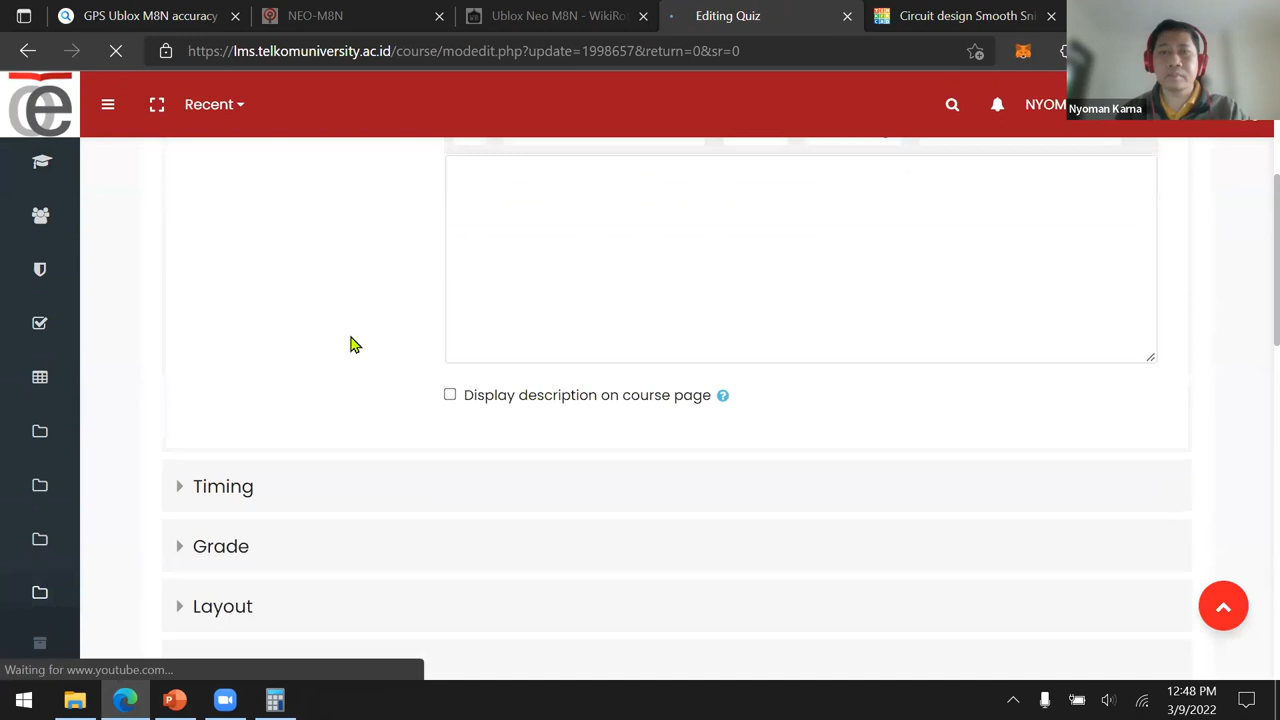 GPS Ublox M8N accuracy
NEO-M8N
Ublox Neo M8N - WikiRo
Editing Quiz
Circuit design Smooth Sni
https://lms.telkomuniversity.ac.id/course/modedit.php?update=1998657&return=0&sr=0
Recent
NYOM
Nyoman Karna
Display description on course page
Timing
Grade
Layout
Waiting for www.youtube.com...
12:48 PM
3/9/2022